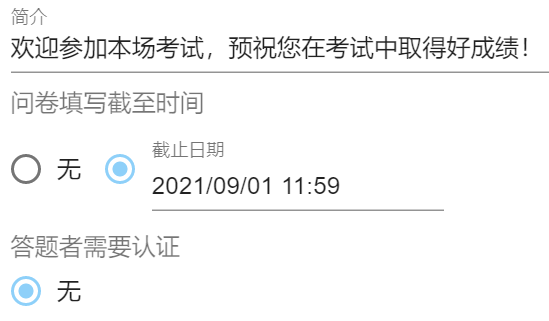 简介
欢迎参加本场考试，预祝您在考试中取得好成绩！
问卷填写截至时间
无
截止日期
2021/09/01 11:59
答题者需要认证
无